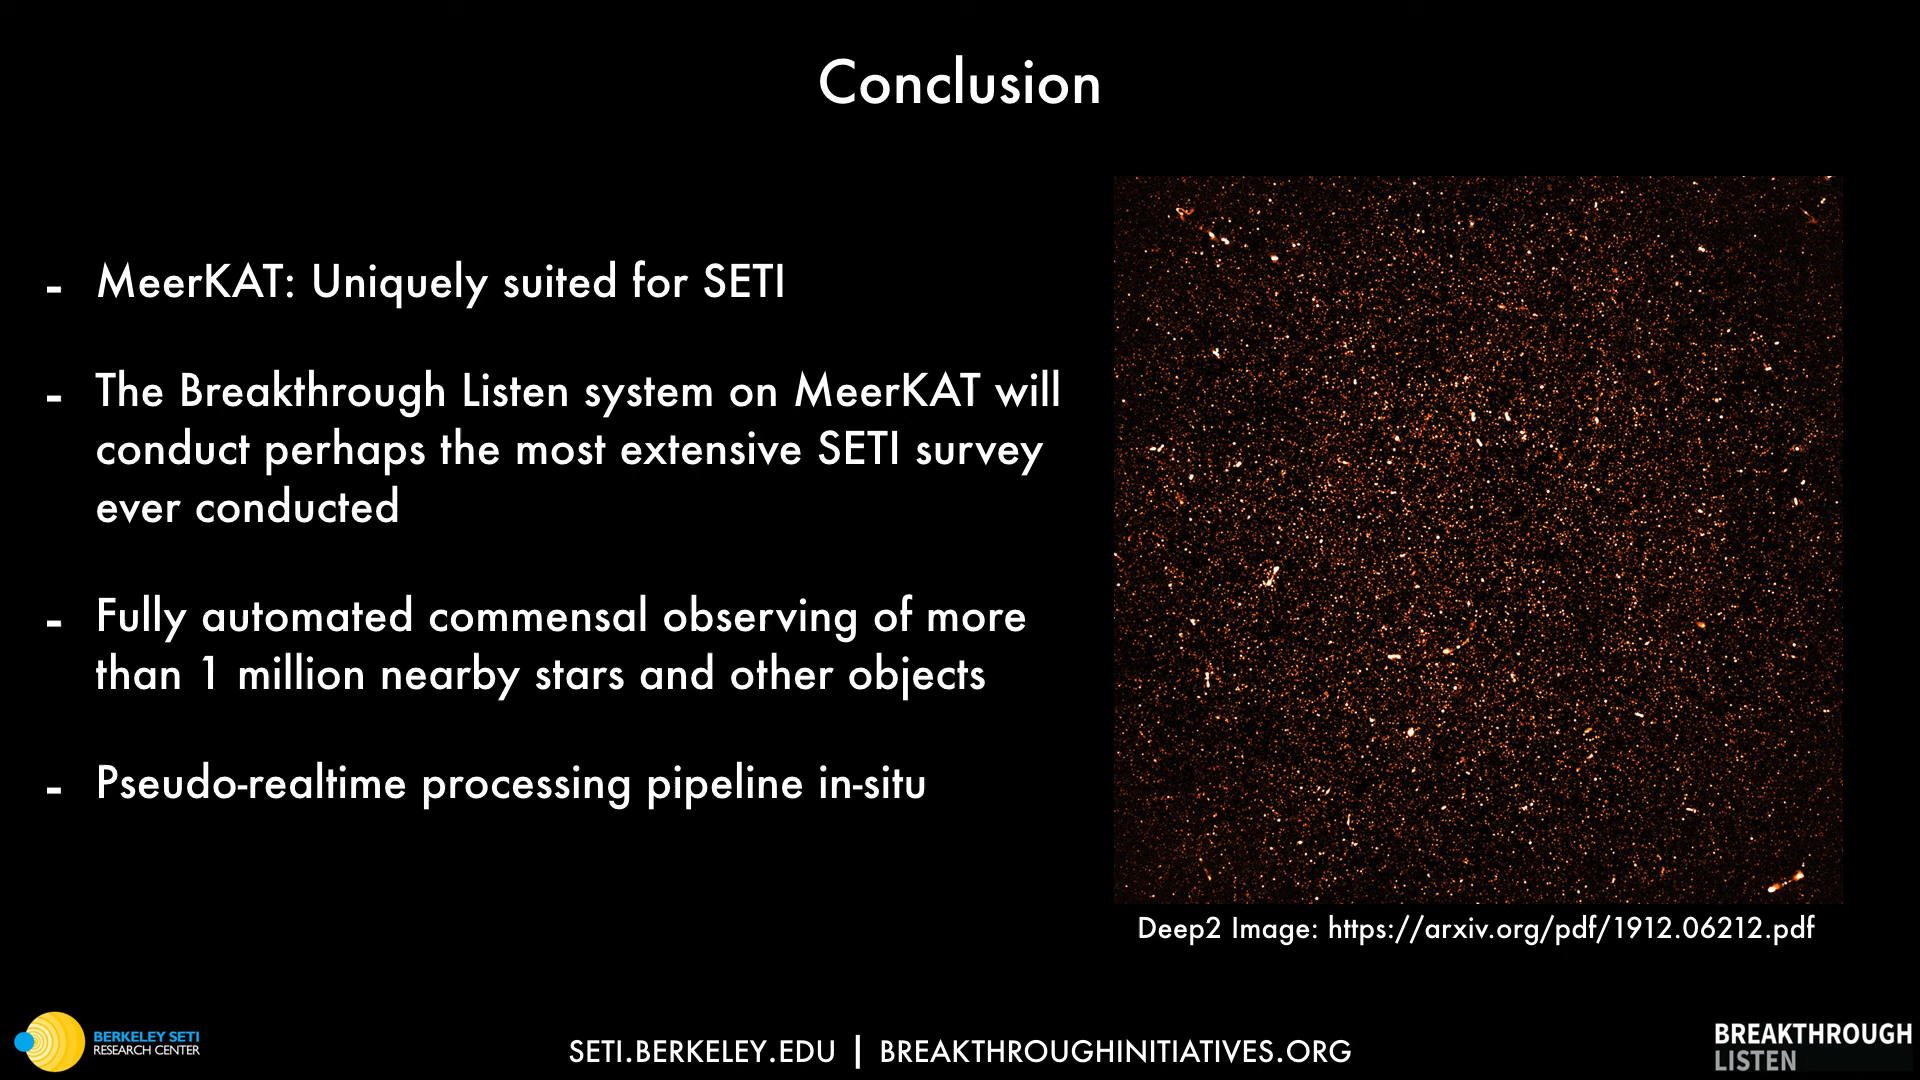 Conclusion
- MeerKAT: Uniquely suited for SETI
- The Breakthrough Listen system on MeerKAT will
conduct perhaps the most extensive SETI survey
ever conducted
- Fully automated commensal observing of more
than 1 million nearby stars and other objects
- Pseudo-realtime processing pipeline in-situ
Deep2 Image: https://arxiv.org/pdf/1912.06212.pdf
BERKELEY SETI
RESEARCH CENTER
SETI.BERKELEY.EDU | BREAKTHROUGHINITIATIVES.ORG
BREAKTHROUGH
LISTEN